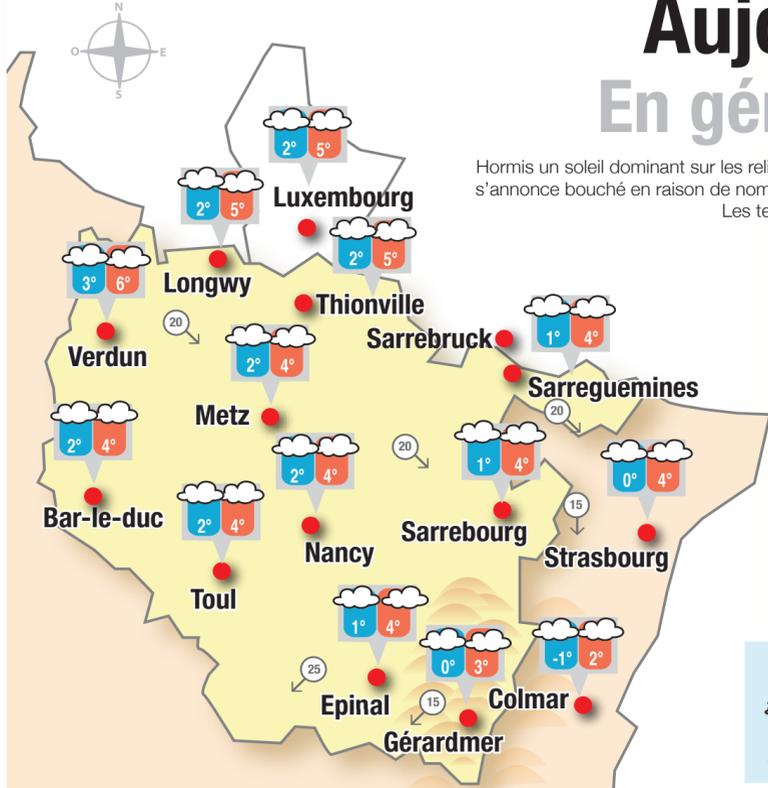 N
O E
S
Aujo
En gén
Hormis un soleil dominant sur les reli
s'annonce bouché en raison de nom
Les te
2° 5°
Luxembourg
2° 5°
Longwy
2° 5°
Thionville
3° 6°
Verdun
20
Sarrebruck
1° 4°
Sarreguemines
20
2° 4°
Metz
2° 4°
Bar-le-duc
20
2° 4°
Nancy
1° 4°
Sarrebourg
0° 4°
Strasbourg
15
2° 4°
Toul
1° 4°
Epinal
25
0° 3°
Gérardmer
15
-1° 2°
Colmar